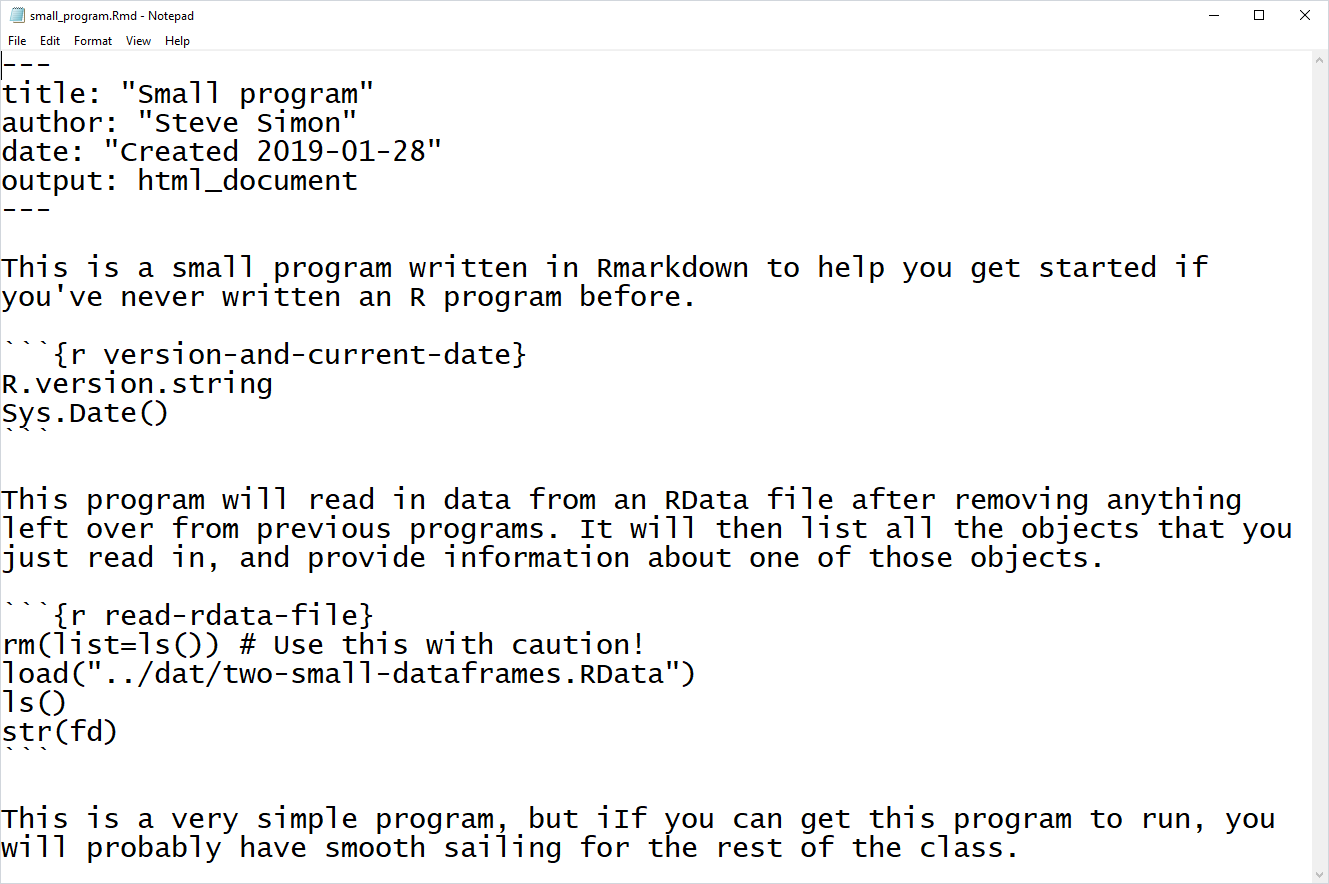 small_program.Rmd - Notepad
File Edit Format View Help
---
title: "Small program"
author: "Steve Simon"
date: "Created 2019-01-28"
output: html_document
---
This is a small program written in Rmarkdown to help you get started if
you've never written an R program before.
```{r version-and-current-date}
R.version.string
Sys.Date()
```
This program will read in data from an RData file after removing anything
left over from previous programs. It will then list all the objects that you
just read in, and provide information about one of those objects.
```{r read-rdata-file}
rm(list=ls()) # Use this with caution!
load("../dat/two-small-dataframes.RData")
ls()
str(fd)
```
This is a very simple program, but iIf you can get this program to run, you
will probably have smooth sailing for the rest of the class.